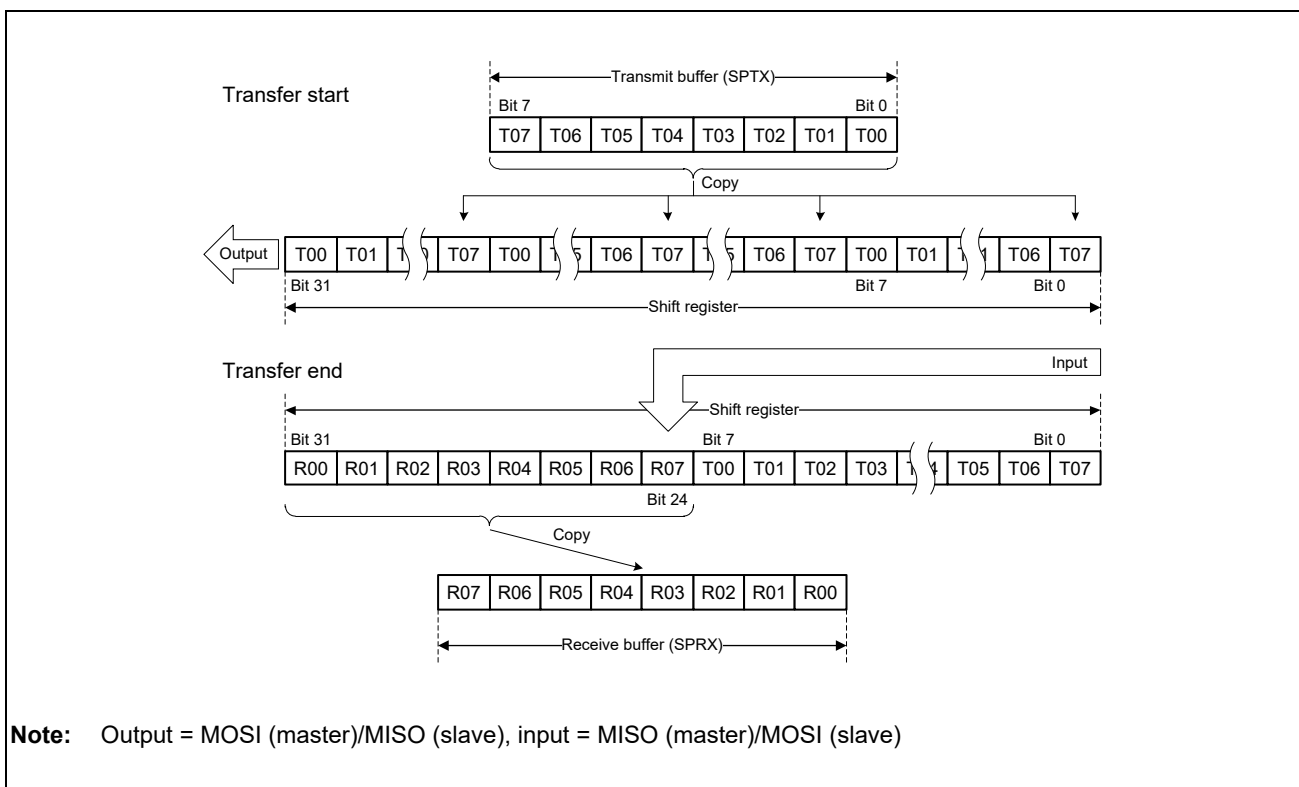 Transmit buffer (SPTX)
Transfer start
Bit 7 Bit 0
T07 T06 T05 T04 T03 T02 T01 T00
Copy
Output T00 T01 T07 T00 T06 T07 T06 T07 T00 T01 T06 T07
Bit 31 Bit 7 Bit 0
Shift register
Transfer end Input
Shift register
Bit 31 Bit 7 Bit 0
R00 R01 R02 R03 R04 R05 R06 R07 T00 T01 T02 T03 T05 T06 T07
Bit 24
Copy
R07 R06 R05 R04 R03 R02 R01 R00
Receive buffer (SPRX)
Note: Output = MOSI (master)/MISO (slave), input = MISO (master)/MOSI (slave)